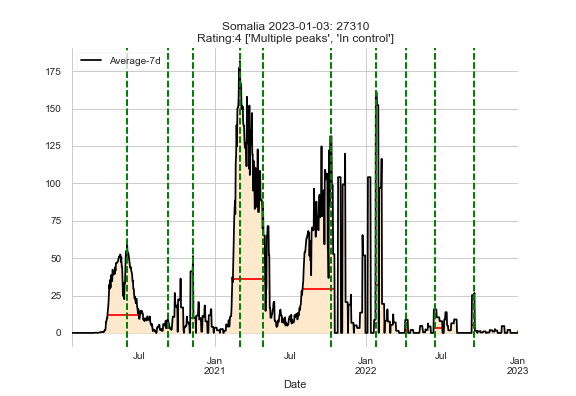 Somalia 2023-01-03: 27310
Rating:4 ['Multiple peaks', 'In control']
Average-7d
175
150
125
100
75
50
25
0
Jul
Jan
2021
Jul
Jan
2022
Jul
Jan
2023
Date